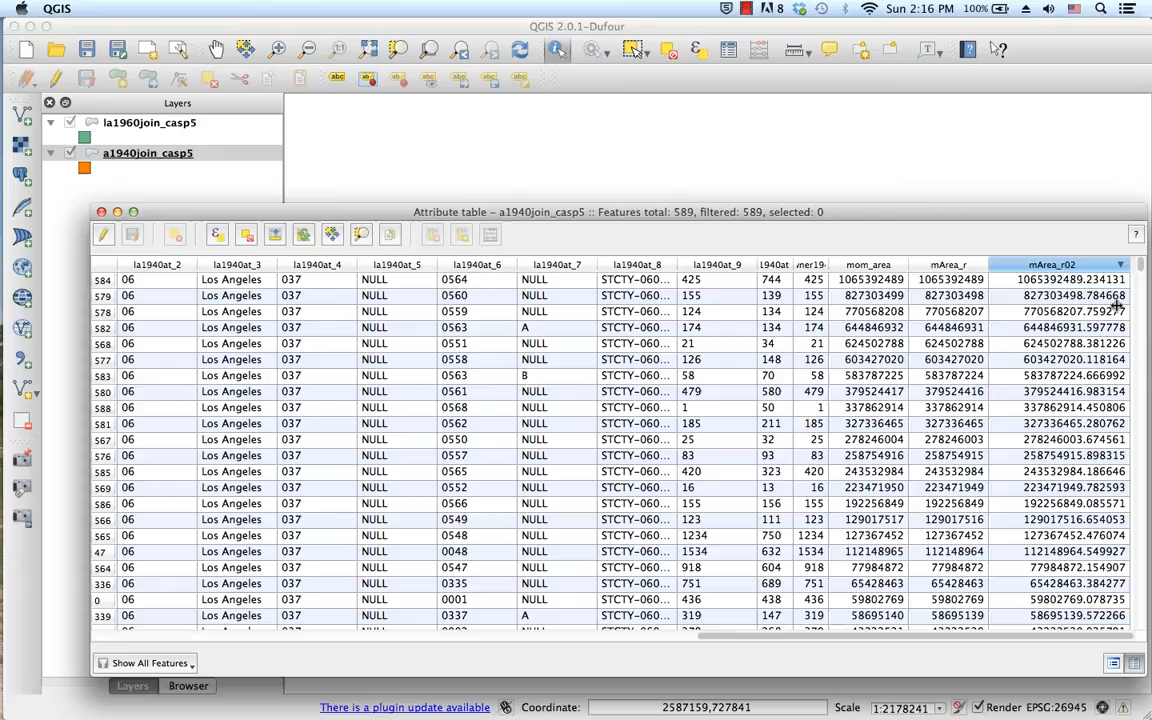 QGIS 8 Sun 2:16 PM 100%
QGIS 2.0.1-Dufour
Layers
la1960join_casp5
a1940join_casp5
Attribute table – a1940join_casp5 :: Features total: 589, filtered: 589, selected: 0
?
la1940at_2 la1940at_3 la1940at_4 la1940at_5 la1940at_6 la1940at_7 la1940at_8 la1940at_9 1940at mer19 mom_area mArea_r mArea_r02
584 06 Los Angeles 037 NULL 0564 NULL STCTY-060... 425 744 425 1065392489 1065392489 1065392489.234131
579 06 Los Angeles 037 NULL 0560 NULL STCTY-060... 155 139 155 827303499 827303498 827303498.784668
578 06 Los Angeles 037 NULL 0559 NULL STCTY-060... 124 134 124 770568208 770568207
582 06 Los Angeles 037 NULL 0563 A STCTY-060... 174 134 174 644846932 644846931 644846931.597778
568 06 Los Angeles 037 NULL 0551 NULL STCTY-060... 21 34 21 624502788 624502788 624502788.381226
577 06 Los Angeles 037 NULL 0558 NULL STCTY-060... 126 148 126 603427020 603427020 603427020.118164
583 06 Los Angeles 037 NULL 0563 B STCTY-060... 58 70 58 583787225 583787224 583787224.666992
580 06 Los Angeles 037 NULL 0561 NULL STCTY-060... 479 580 479 379524417 379524416 379524416.983154
588 06 Los Angeles 037 NULL 0568 NULL STCTY-060... 1 50 1 337862914 337862914 337862914.450806
581 06 Los Angeles 037 NULL 0562 NULL STCTY-060... 185 211 185 327336465 327336465 327336465.280762
567 06 Los Angeles 037 NULL 0550 NULL STCTY-060... 25 32 25 278246004 278246003 278246003.674561
576 06 Los Angeles 037 NULL 0557 NULL STCTY-060... 83 93 83 258754916 258754915 258754915.898315
585 06 Los Angeles 037 NULL 0565 NULL STCTY-060... 420 323 420 243532984 243532984 243532984.186646
569 06 Los Angeles 037 NULL 0552 NULL STCTY-060... 16 13 16 223471950 223471949 223471949.782593
586 06 Los Angeles 037 NULL 0566 NULL STCTY-060... 155 156 155 192256849 192256849 192256849.085571
566 06 Los Angeles 037 NULL 0549 NULL STCTY-060... 123 111 123 129017517 129017516 129017516.654053
565 06 Los Angeles 037 NULL 0548 NULL STCTY-060... 1234 750 1234 127367452 127367452 127367452.476074
47 06 Los Angeles 037 NULL 0048 NULL STCTY-060... 1534 632 1534 112148965 112148964 112148964.549927
564 06 Los Angeles 037 NULL 0547 NULL STCTY-060... 918 604 918 77984872 77984872 77984872.154907
336 06 Los Angeles 037 NULL 0335 NULL STCTY-060... 751 689 751 65428463 65428463 65428463.384277
0 06 Los Angeles 037 NULL 0001 NULL STCTY-060... 436 438 436 59802769 59802769 59802769.078735
339 06 Los Angeles 037 NULL 0337 A STCTY-060... 319 147 319 58695140 58695139 58695139.572266
Show All Features
Layers Browser
There is a plugin update available Coordinate: 2587159,727841 Scale 1:2178241 Render EPSG:26945